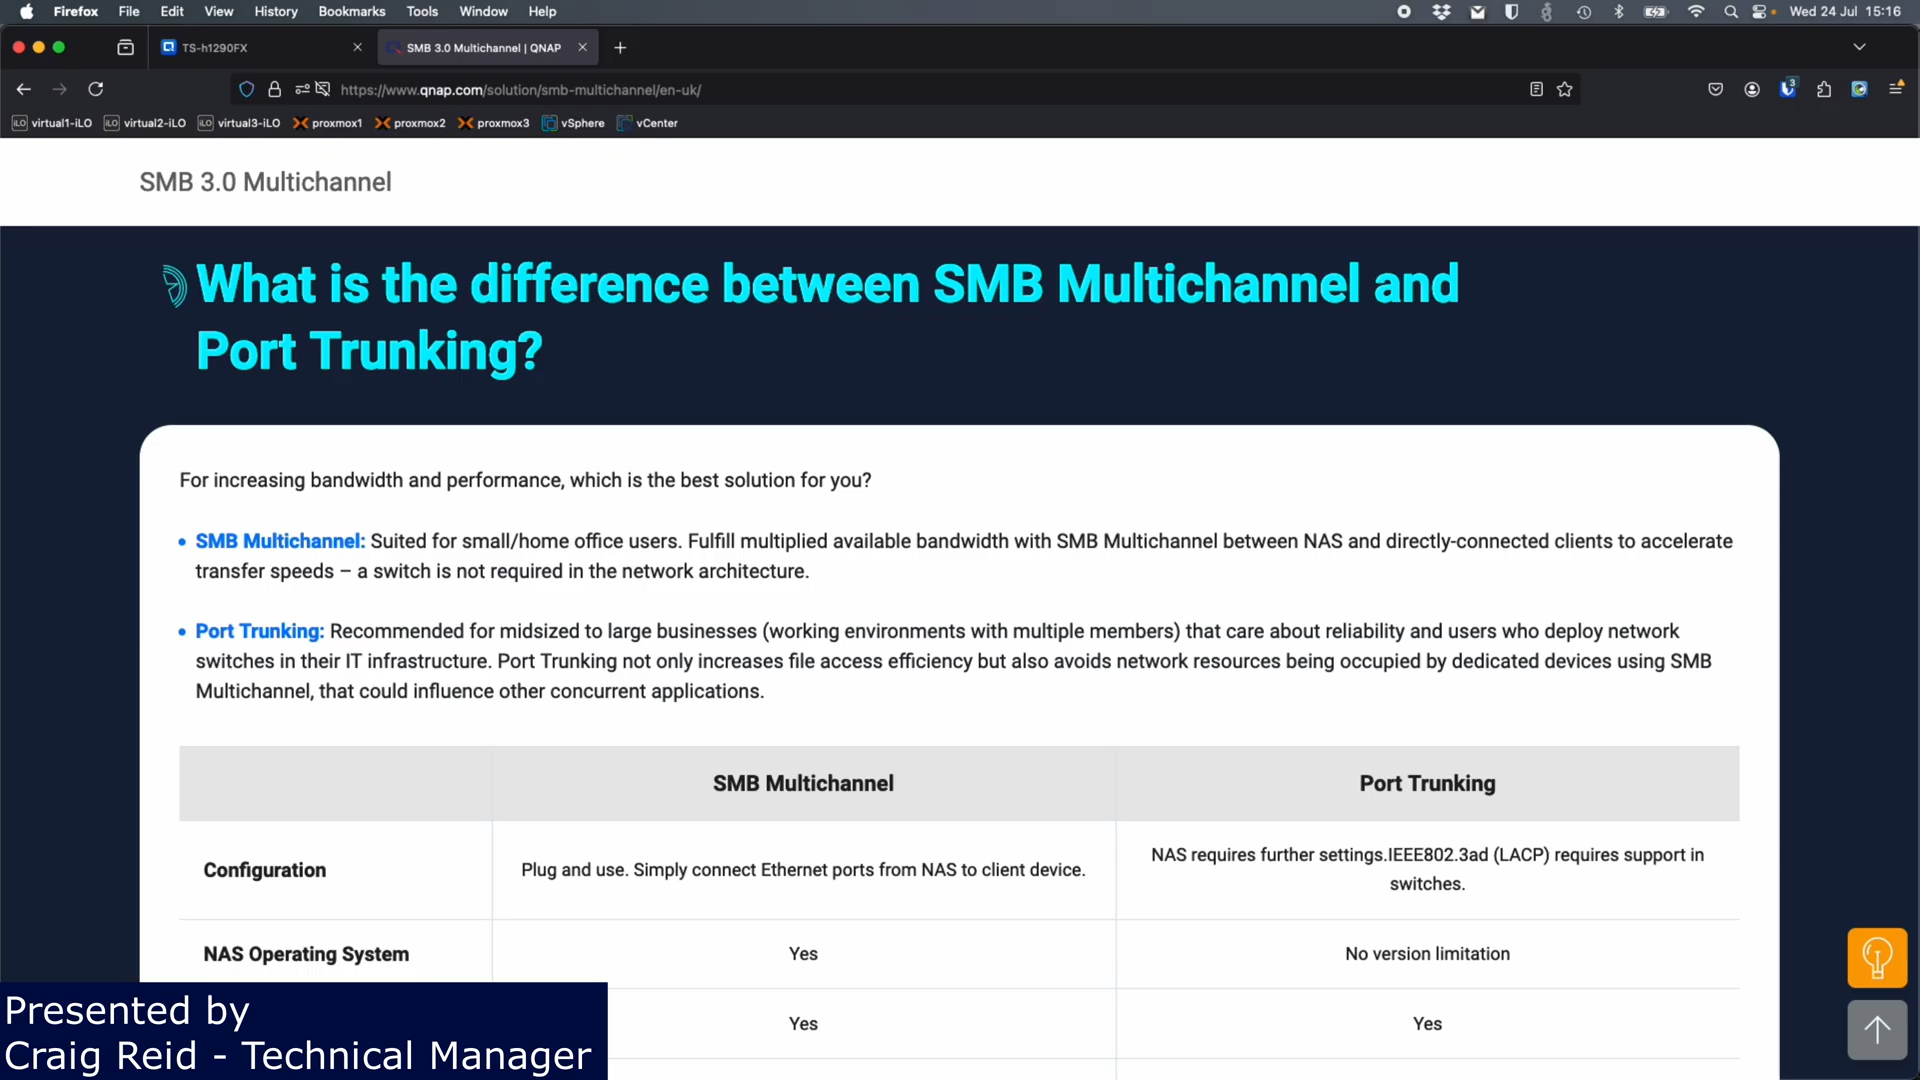 Firefox File Edit View History Bookmarks Tools Window Help Wed 24 Jul 15:16
TS-h1290FX SMB 3.0 Multichannel | QNAP
https://www.qnap.com/solution/smb-multichannel/en-uk/ 3
iLO virtual1-iLO iLO virtual2-iLO iLO virtual3-iLO proxmox1 proxmox2 proxmox3 vSphere vCenter
SMB 3.0 Multichannel
What is the difference between SMB Multichannel and
Port Trunking?
For increasing bandwidth and performance, which is the best solution for you?
• SMB Multichannel: Suited for small/home office users. Fulfill multiplied available bandwidth with SMB Multichannel between NAS and directly-connected clients to accelerate
transfer speeds – a switch is not required in the network architecture.
• Port Trunking: Recommended for midsized to large businesses (working environments with multiple members) that care about reliability and users who deploy network
switches in their IT infrastructure. Port Trunking not only increases file access efficiency but also avoids network resources being occupied by dedicated devices using SMB
Multichannel, that could influence other concurrent applications.
SMB Multichannel Port Trunking
Configuration Plug and use. Simply connect Ethernet ports from NAS to client device. NAS requires further settings.IEEE802.3ad (LACP) requires support in
switches.
NAS Operating System Yes No version limitation
Yes Yes
Presented by
Craig Reid - Technical Manager